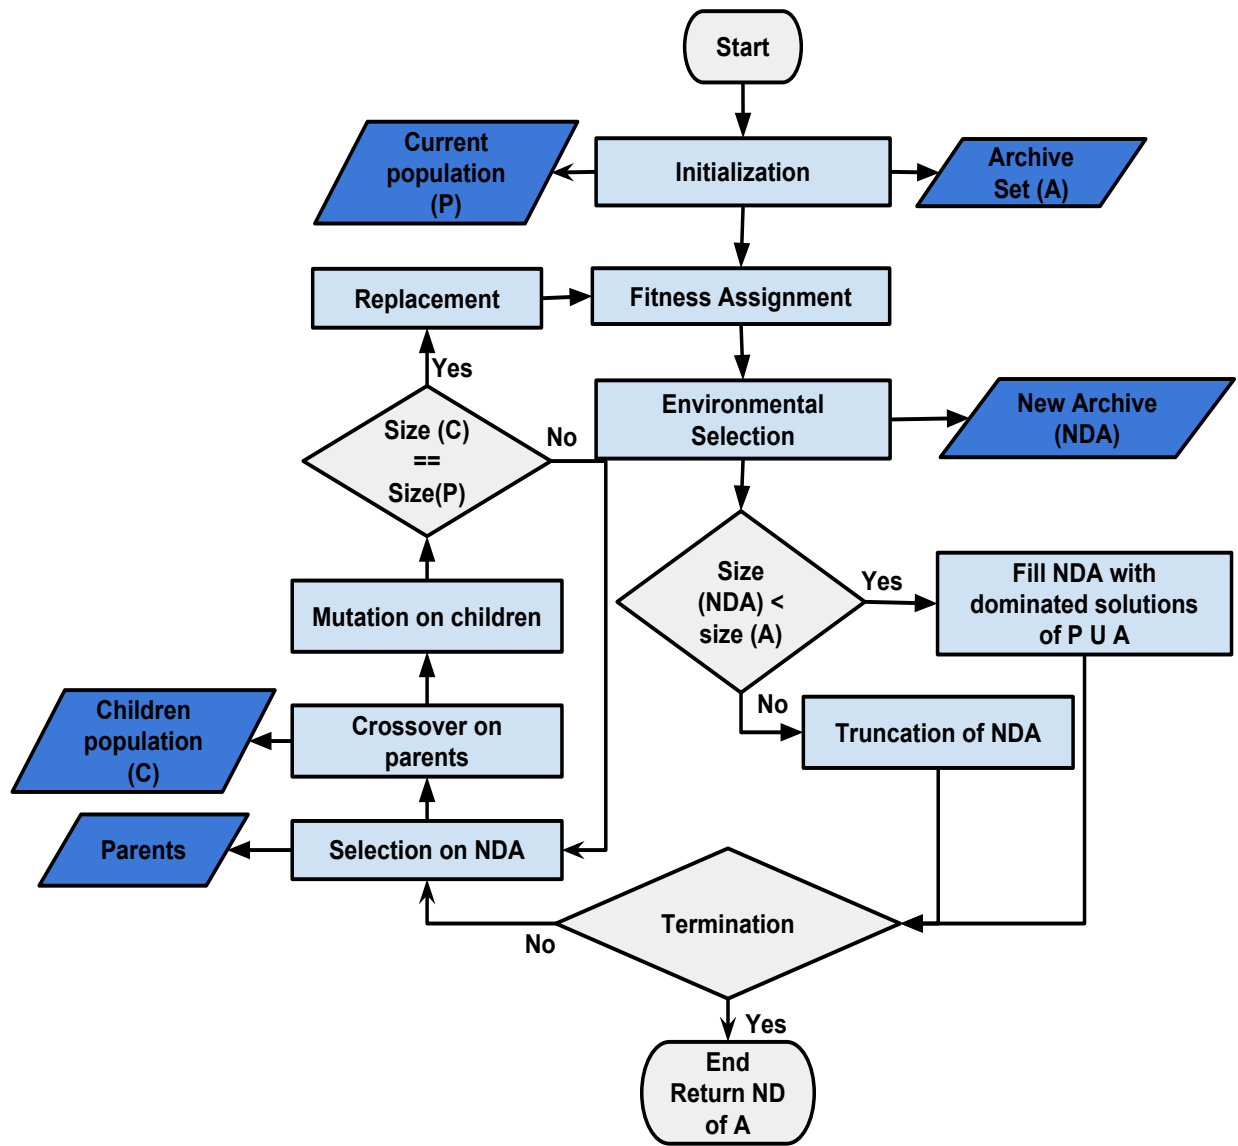 Start
Current
population
(P)
Initialization
Archive
Set (A)
Replacement
Fitness Assignment
Yes
Environmental
Selection
New Archive
(NDA)
Size (C)
==
Size(P)
No
Size
(NDA) <
size (A)
Yes
Fill NDA with
dominated solutions
of P U A
Mutation on children
No
Truncation of NDA
Children
population
(C)
Crossover on
parents
Parents
Selection on NDA
Termination
No
Yes
End
Return ND
of A